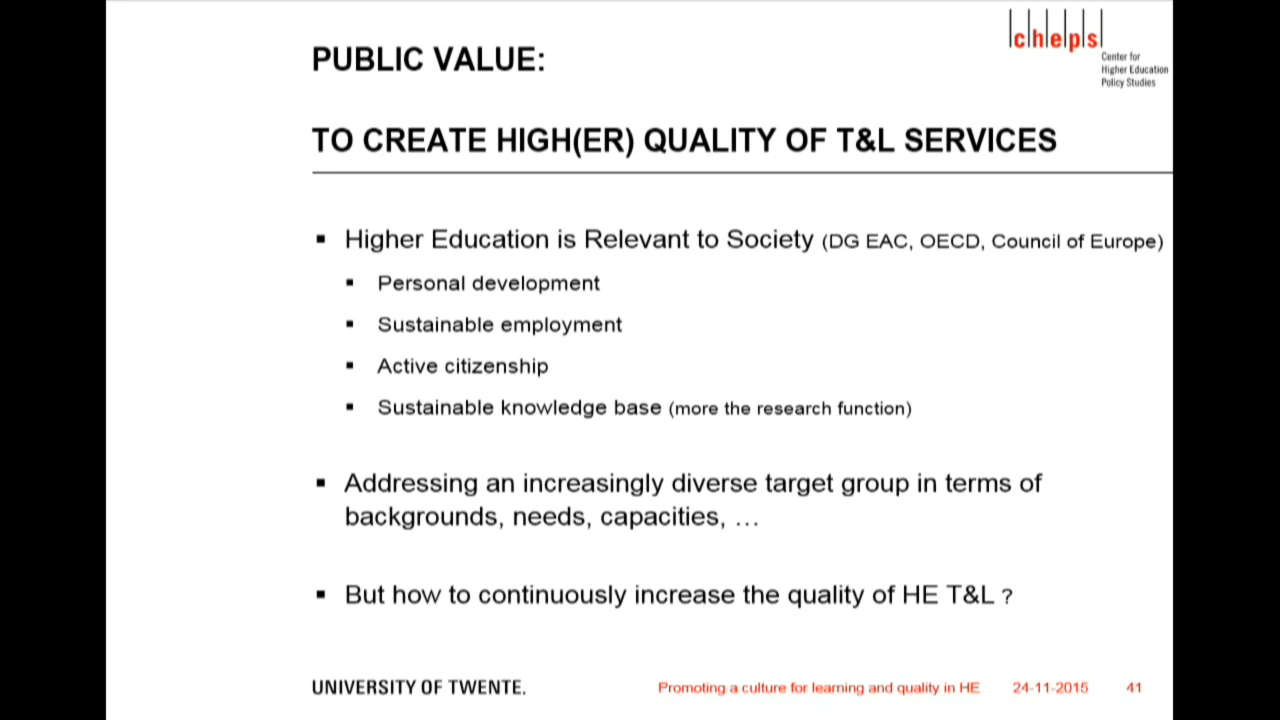 chelps
Center for
Higher Education
Policy Studies
PUBLIC VALUE:
TO CREATE HIGH(ER) QUALITY OF T&L SERVICES
▪ Higher Education is Relevant to Society (DG EAC, OECD, Council of Europe)
▪ Personal development
▪ Sustainable employment
▪ Active citizenship
▪ Sustainable knowledge base (more the research function)
▪ Addressing an increasingly diverse target group in terms of
backgrounds, needs, capacities, …
▪ But how to continuously increase the quality of HE T&L ?
UNIVERSITY OF TWENTE. Promoting a culture for learning and quality in HE 24-11-2015 41